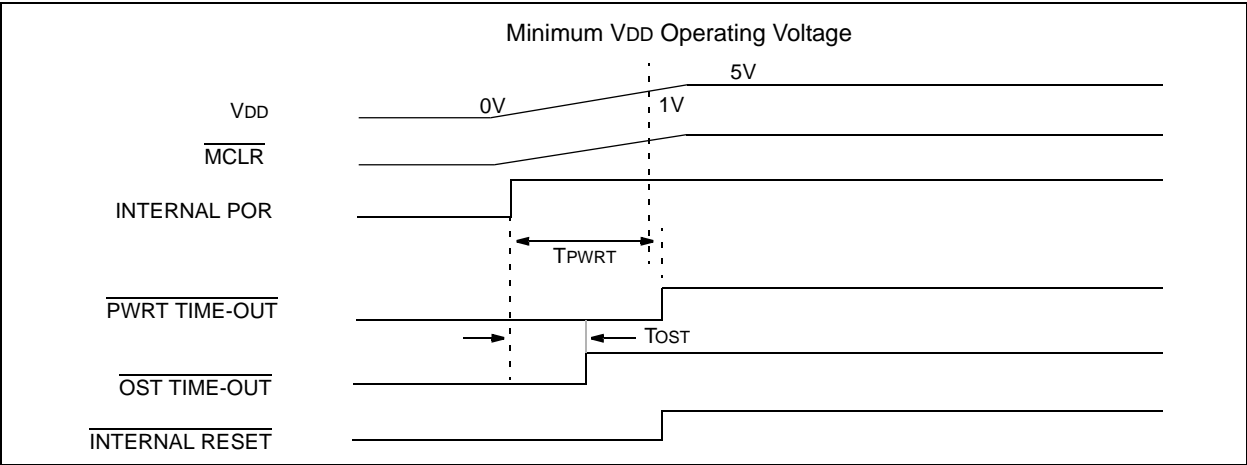 Minimum VDD Operating Voltage
5V
VDD
0V
1V
MCLR
INTERNAL POR
TPWRT
PWRT TIME-OUT
TOST
OST TIME-OUT
INTERNAL RESET